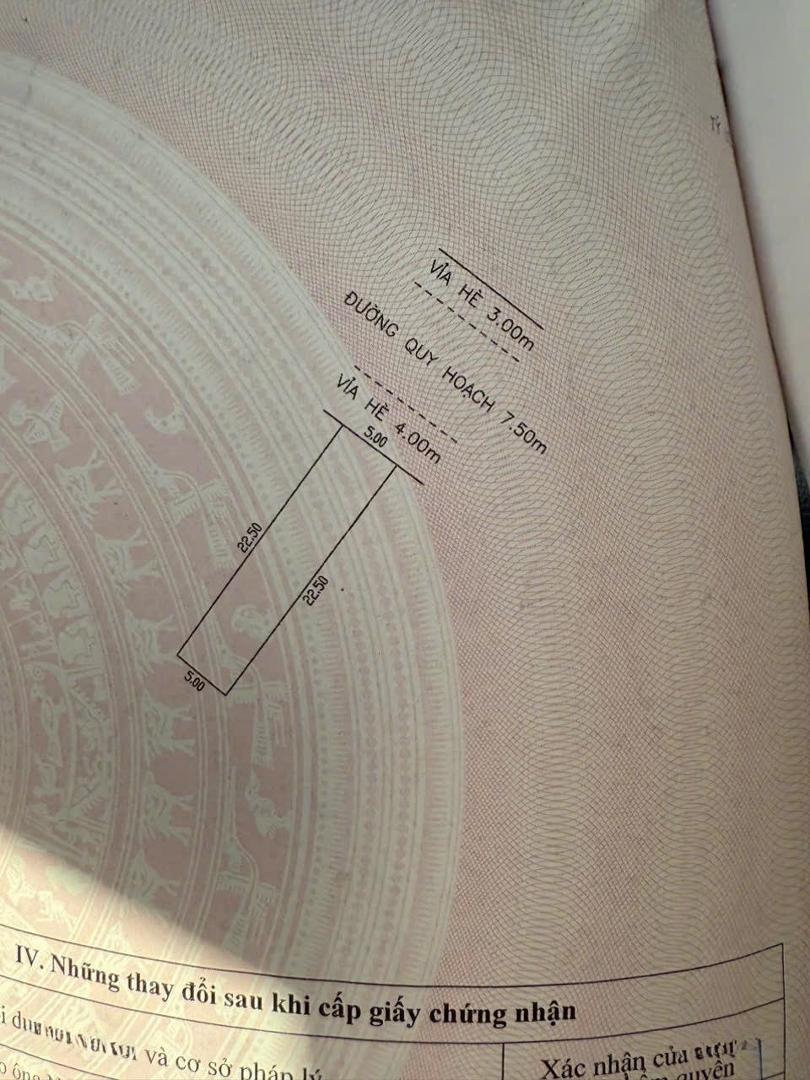 VỈA HÈ 3.00m
ĐƯỜNG QUY HOẠCH 7.50m
VỈA HÈ 4.00m
5.00
22.50
22.50
5.00
IV. Những thay đổi sau khi cấp giấy chứng nhận
và cơ sở pháp lý
Xác nhận của
quyền